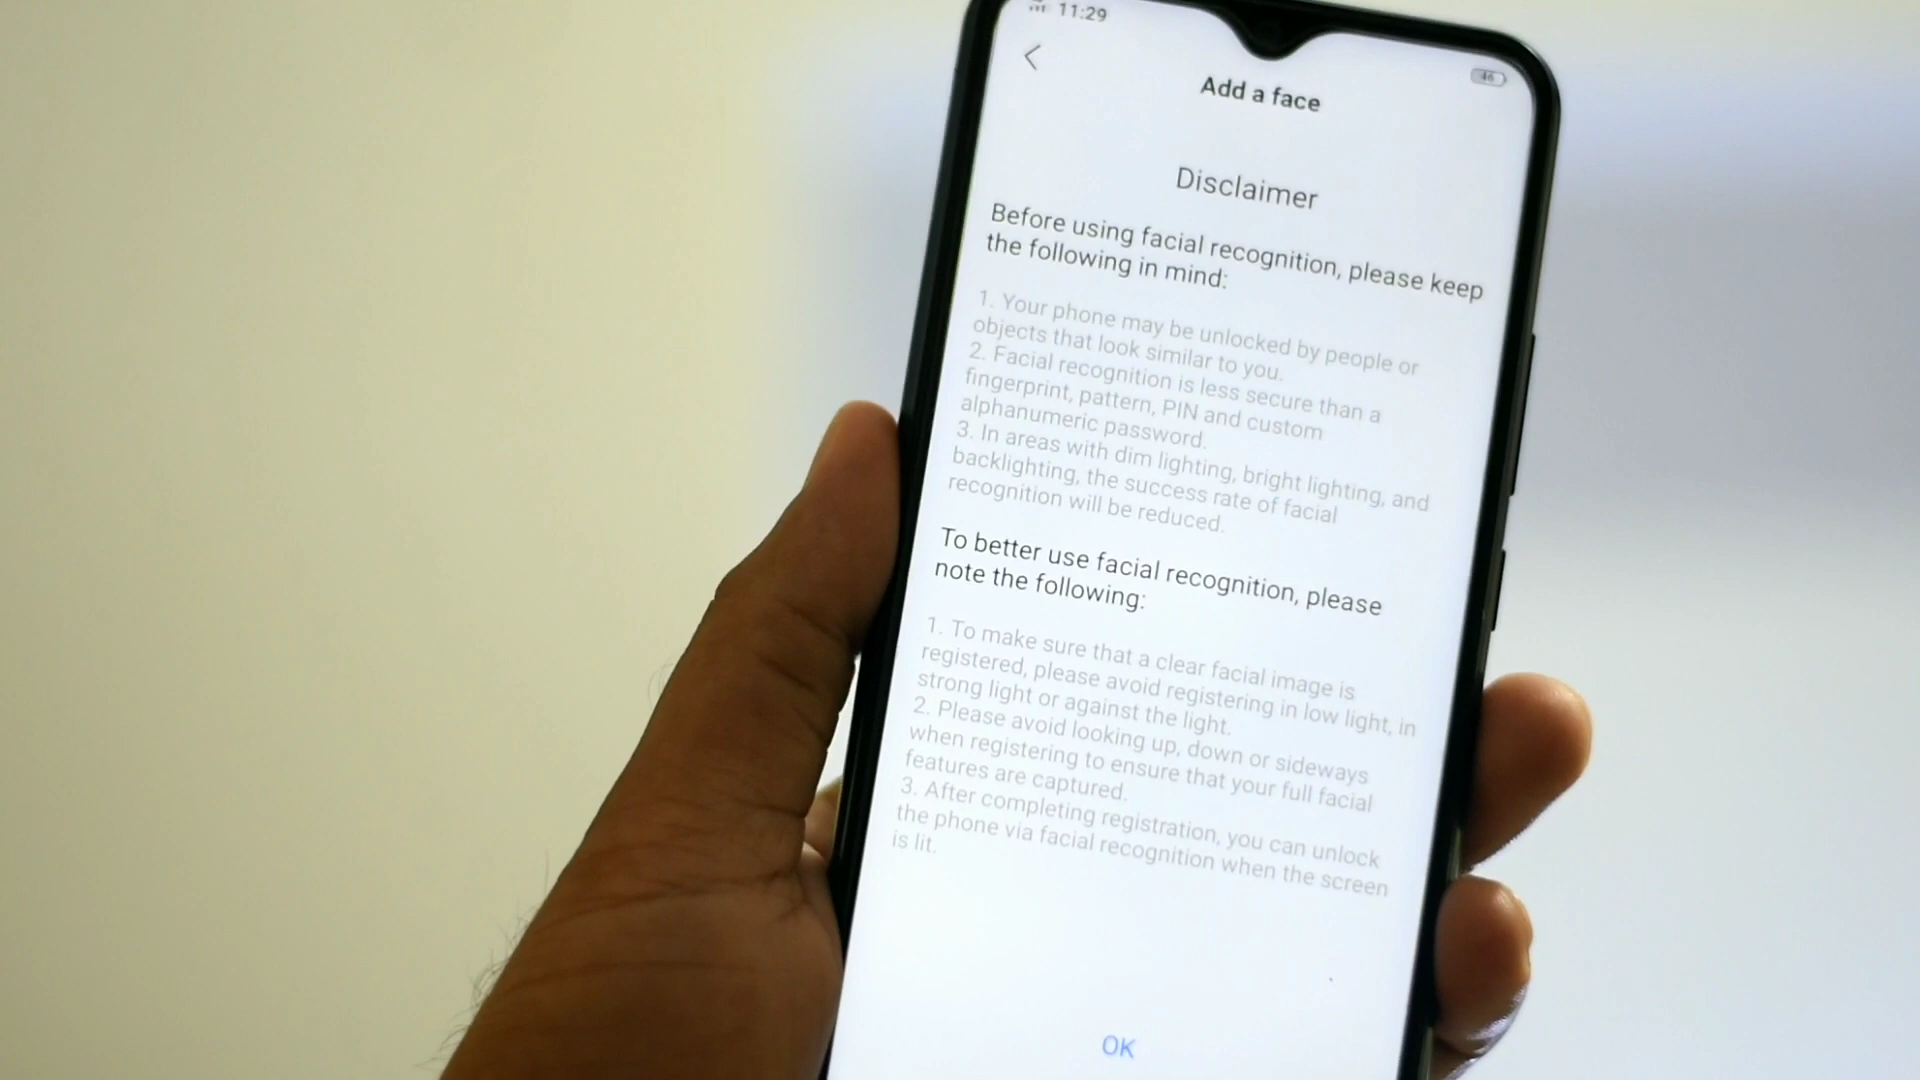 11:29
46
Add a face
Disclaimer
Before using facial recognition, please keep
the following in mind:
1. Your phone may be unlocked by people or
objects that look similar to you.
2. Facial recognition is less secure than a
fingerprint, pattern, PIN and custom
alphanumeric password.
3. In areas with dim lighting, bright lighting, and
backlighting, the success rate of facial
recognition will be reduced.
To better use facial recognition, please
note the following:
1. To make sure that a clear facial image is
registered, please avoid registering in low light, in
strong light or against the light.
2. Please avoid looking up, down or sideways
when registering to ensure that your full facial
features are captured.
3. After completing registration, you can unlock
the phone via facial recognition when the screen
is lit.
OK